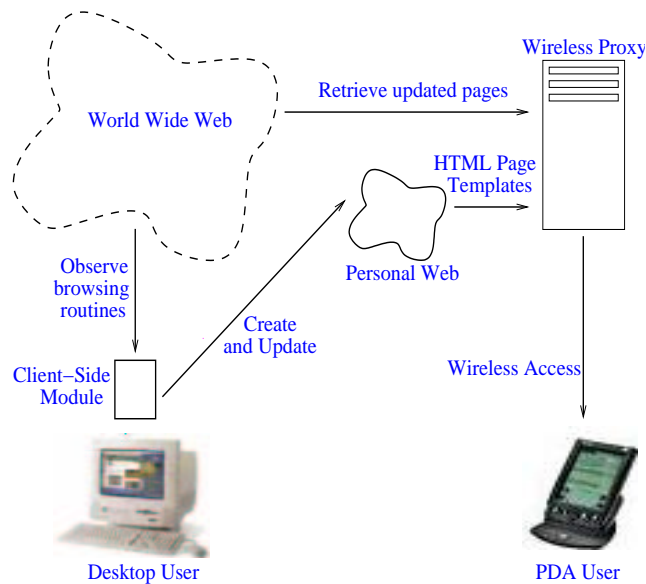 Wireless Proxy
Retrieve updated pages
World Wide Web
HTML Page
Templates
Personal Web
Observe
browsing
routines
Create
and Update
Client−Side
Module
Wireless Access
Desktop User
PDA User